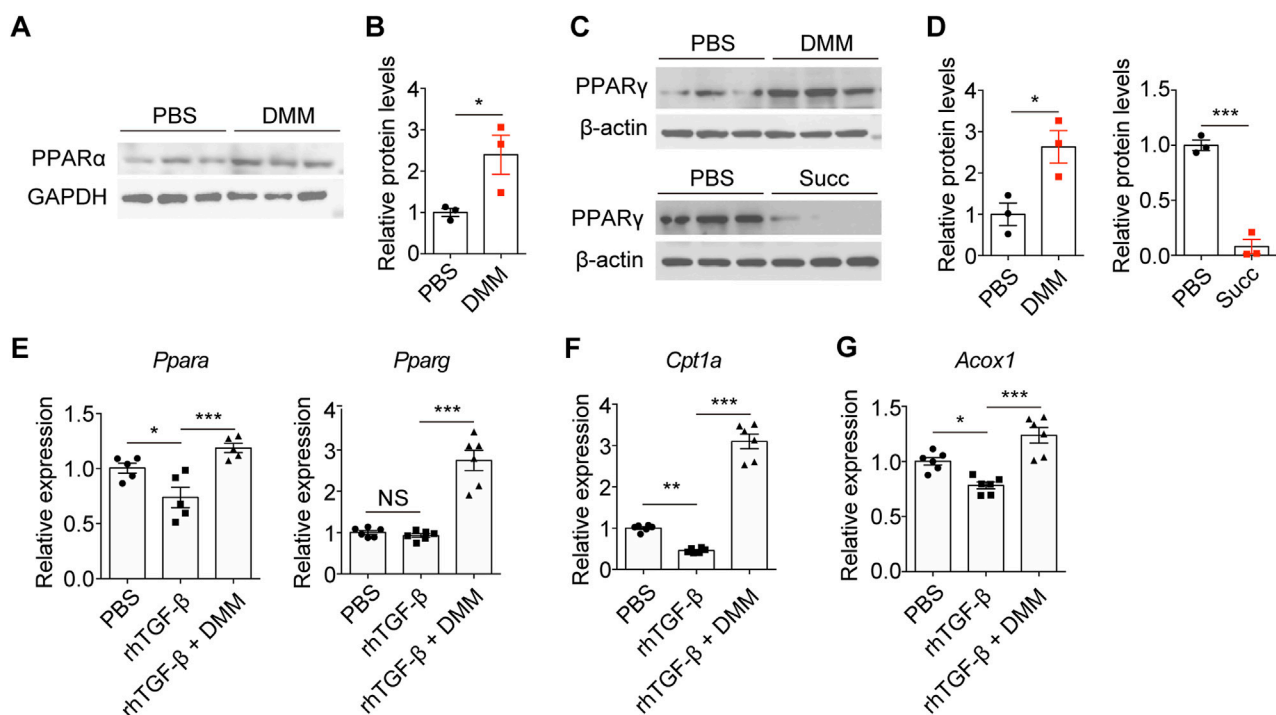 A
PBS DMM
PPARα
GAPDH
B
Relative protein levels
4
3
2
1
0
*
PBS
DMM
C
PBS DMM
PPARγ
β-actin
PBS Succ
PPARγ
β-actin
D
Relative protein levels
4
3
2
1
0
*
PBS
DMM
Relative protein levels
1.5
1.0
0.5
0.0
***
PBS
Succ
E
Ppara
Relative expression
1.5
1.0
0.5
0.0
*
***
PBS
rhTGF-β
rhTGF-β + DMM
Pparg
Relative expression
4
3
2
1
0
NS
***
PBS
rhTGF-β
rhTGF-β + DMM
F
Cpt1a
Relative expression
4
3
2
1
0
**
***
PBS
rhTGF-β
rhTGF-β + DMM
G
Acox1
Relative expression
1.5
1.0
0.5
0.0
*
***
PBS
rhTGF-β
rhTGF-β + DMM